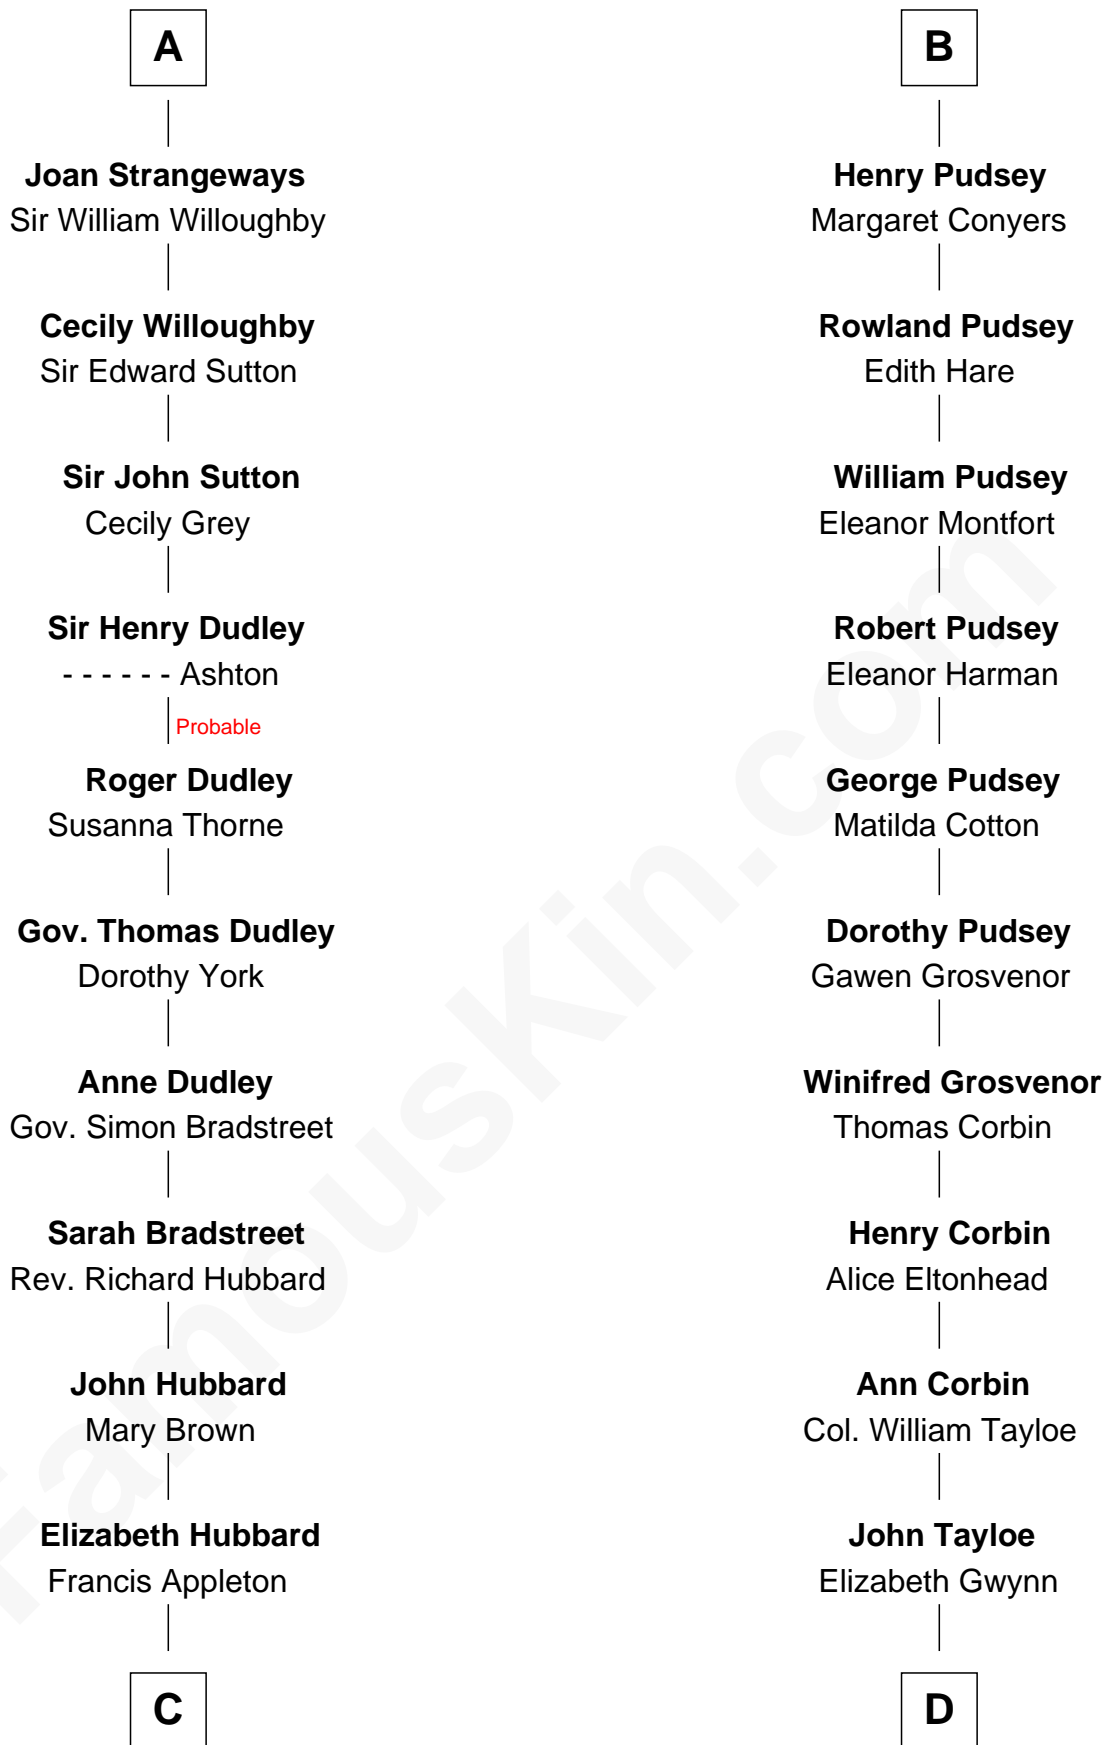 A
Joan Strangeways
Sir William Willoughby
Cecily Willoughby
Sir Edward Sutton
Sir John Sutton
Cecily Grey
Sir Henry Dudley
- - - - - - Ashton
Probable
Roger Dudley
Susanna Thorne
Gov. Thomas Dudley
Dorothy York
Anne Dudley
Gov. Simon Bradstreet
Sarah Bradstreet
Rev. Richard Hubbard
John Hubbard
Mary Brown
Elizabeth Hubbard
Francis Appleton
C
B
Henry Pudsey
Margaret Conyers
Rowland Pudsey
Edith Hare
William Pudsey
Eleanor Montfort
Robert Pudsey
Eleanor Harman
George Pudsey
Matilda Cotton
Dorothy Pudsey
Gawen Grosvenor
Winifred Grosvenor
Thomas Corbin
Henry Corbin
Alice Eltonhead
Ann Corbin
Col. William Tayloe
John Tayloe
Elizabeth Gwynn
D
FamousKin.com